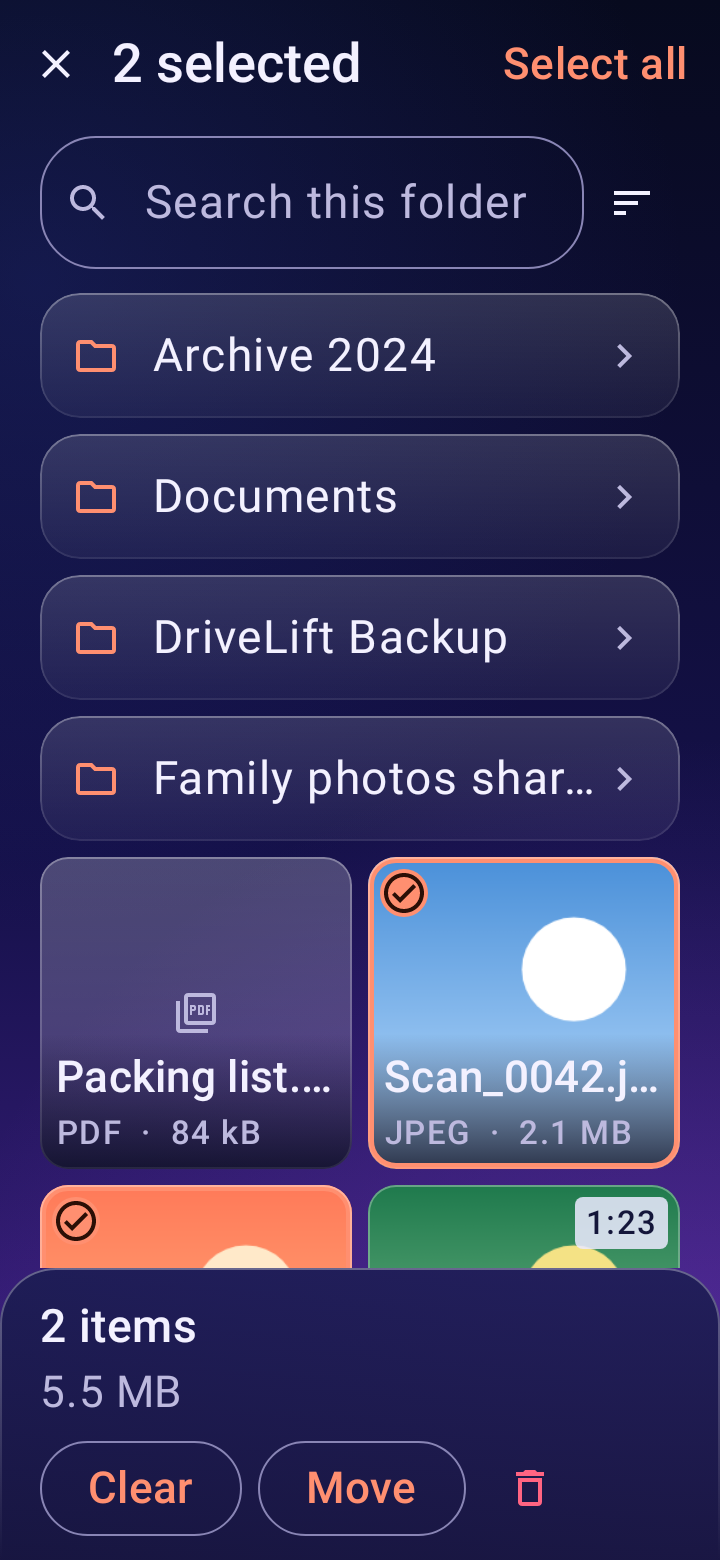 2 selected
Select all
Search this folder
Archive 2024
Documents
DriveLift Backup
Family photos shar…
PDF
Packing list.…
PDF · 84 kB
Scan_0042.j…
JPEG · 2.1 MB
1:23
2 items
5.5 MB
Clear
Move